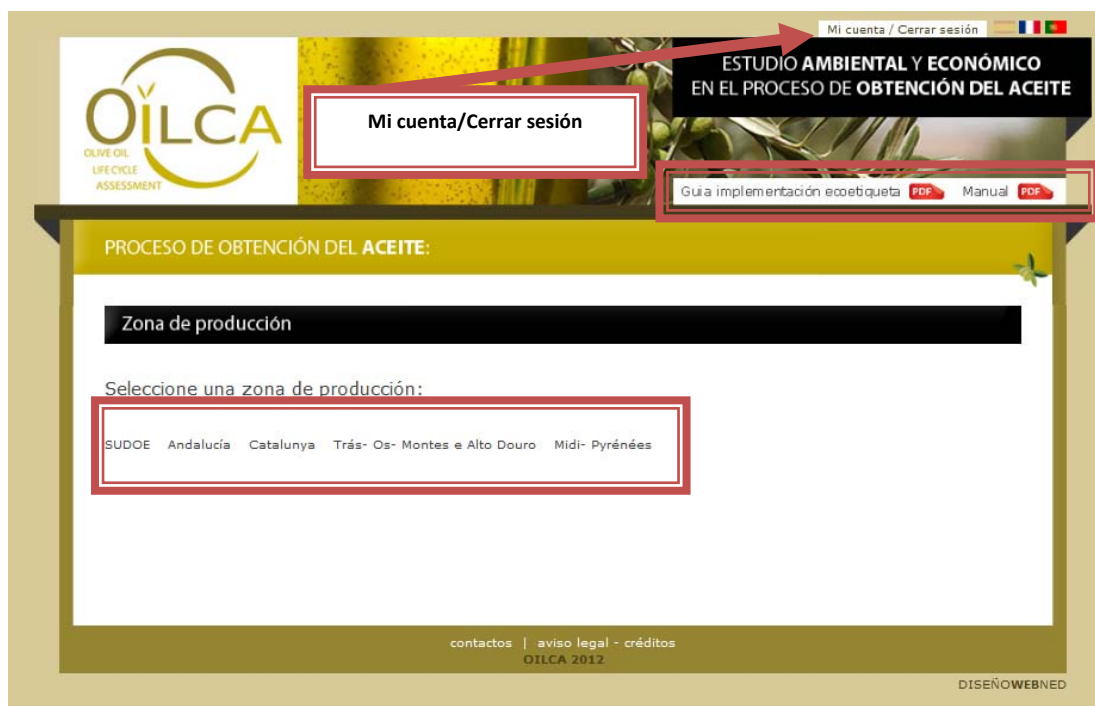 Mi cuenta / Cerrar sesión
OÏLCA
OLIVE OIL
LIFE CYCLE
ASSESSMENT
ESTUDIO AMBIENTAL Y ECONÓMICO
EN EL PROCESO DE OBTENCIÓN DEL ACEITE
Mi cuenta/Cerrar sesión
Guia implementación ecoetiqueta PDF Manual PDF
PROCESO DE OBTENCIÓN DEL ACEITE:
Zona de producción
Seleccione una zona de producción:
SUDOE Andalucía Catalunya Trás- Os- Montes e Alto Douro Midi- Pyrénées
contactos | aviso legal - créditos
OILCA 2012
DISEÑOWEBNED